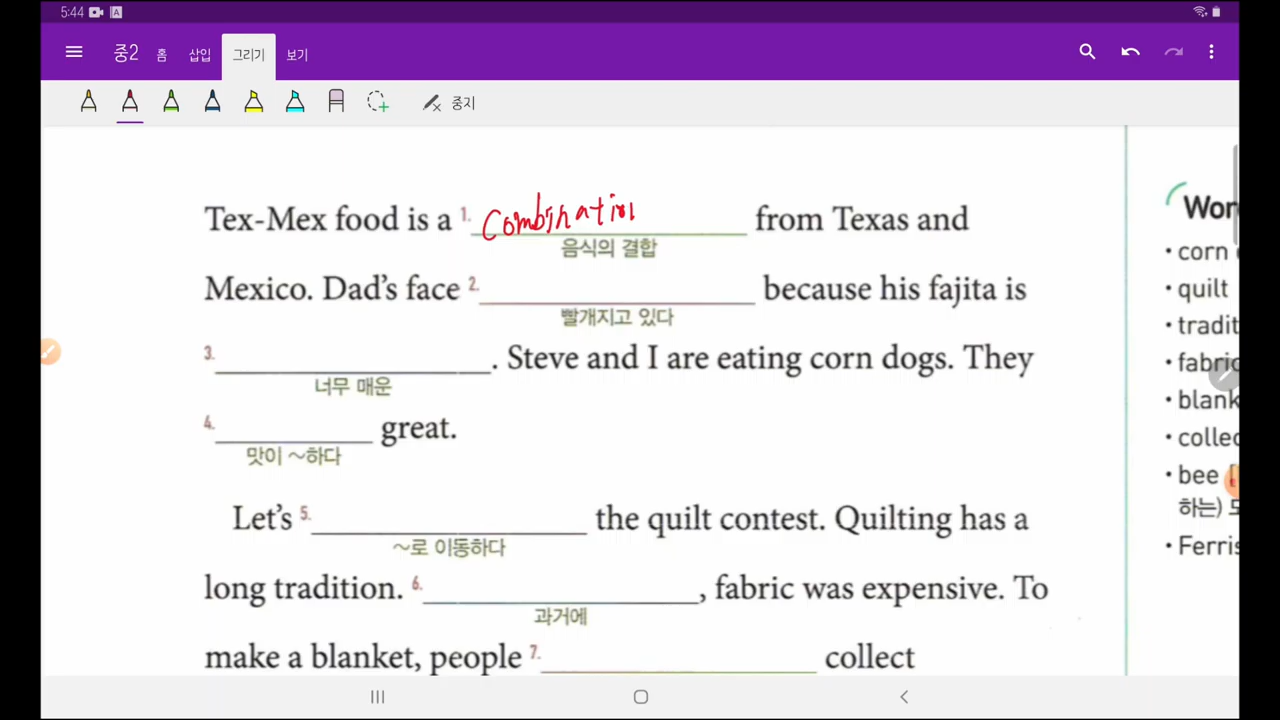 5:44 A
중2 홈 삽입 그리기 보기
중지
Tex-Mex food is a 1. Combination from Texas and
음식의 결합
Mexico. Dad's face 2. because his fajita is
빨개지고 있다
3. . Steve and I are eating corn dogs. They
너무 매운
4. great.
맛이 ~하다
Let's 5. the quilt contest. Quilting has a
~로 이동하다
long tradition. 6. , fabric was expensive. To
과거에
make a blanket, people 7. collect
Wor
• corn
• quilt
• tradit
• fabric
• blank
• collec
• bee [
하는)
• Ferris